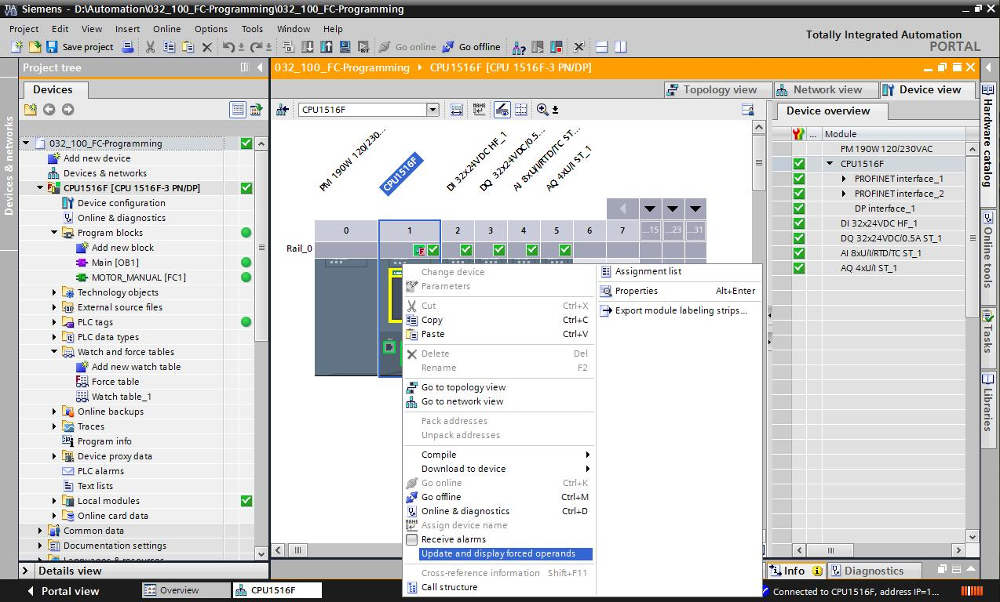 TIA
V13
Siemens - D:\Automation\032_100_FC-Programming\032_100_FC-Programming
Project Edit View Insert Online Options Tools Window Help
Totally Integrated Automation
PORTAL
Save project
Go online
Go offline
Project tree
032_100_FC-Programming CPU1516F [CPU 1516F-3 PN/DP]
Devices
Topology view
Network view
Device view
Devices & networks
CPU1516F
NAME
Device overview
... Module
032_100_FC-Programming
Add new device
Devices & networks
CPU1516F [CPU 1516F-3 PN/DP]
Device configuration
Online & diagnostics
Program blocks
Add new block
Main [OB1]
MOTOR_MANUAL [FC1]
Technology objects
External source files
PLC tags
PLC data types
Watch and force tables
Add new watch table
Force table
Watch table_1
Online backups
Traces
Program info
Device proxy data
PLC alarms
Text lists
Local modules
Online card data
Common data
Documentation settings
Languages & resources
Details view
PM 190W 120/230...
CPU1516F
DI 32x24VDC HF_1
DQ 32x24VDC/0.5...
AI 8xU/I/RTD/TC ST...
AQ 4xU/I ST_1
0 1 2 3 4 5 6 7 ...15 ...23 ...31
Rail_0
Change device
Parameters
Cut Ctrl+X
Copy Ctrl+C
Paste Ctrl+V
Delete Del
Rename F2
Go to topology view
Go to network view
Pack addresses
Unpack addresses
Compile
Download to device
Go online Ctrl+K
Go offline Ctrl+M
Online & diagnostics Ctrl+D
Assign device name
Receive alarms
Update and display forced operands
Cross-reference information Shift+F11
Call structure
Assignment list
Properties Alt+Enter
Export module labeling strips...
PM 190W 120/230VAC
CPU1516F
PROFINET interface_1
PROFINET interface_2
DP interface_1
DI 32x24VDC HF_1
DQ 32x24VDC/0.5A ST_1
AI 8xU/I/RTD/TC ST_1
AQ 4xU/I ST_1
Hardware catalog
Online tools
Tasks
Libraries
Info
Diagnostics
Portal view
Overview
CPU1516F
Connected to CPU1516F, address IP=1...